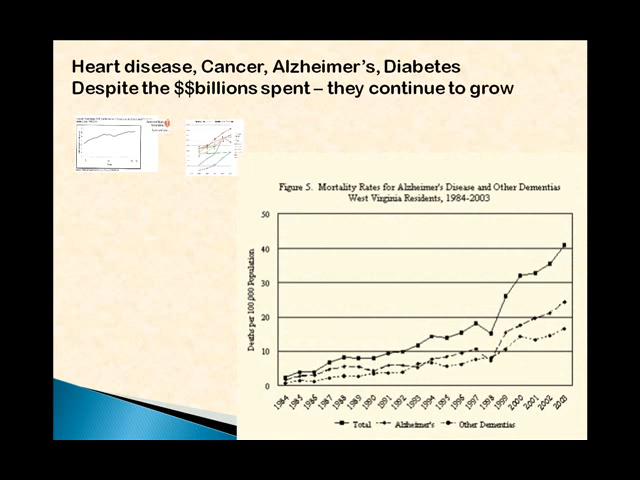 Heart disease, Cancer, Alzheimer's, Diabetes
Despite the $$billions spent – they continue to grow
Figure 5. Mortality Rates for Alzheimer's Disease and Other Dementias
West Virginia Residents, 1984-2003
Deaths per 100,000 Population
50
40
30
20
10
0
1984 1985 1986 1987 1988 1989 1990 1991 1992 1993 1994 1995 1996 1997 1998 1999 2000 2001 2002 2003
Total Alzheimer's Other Dementias